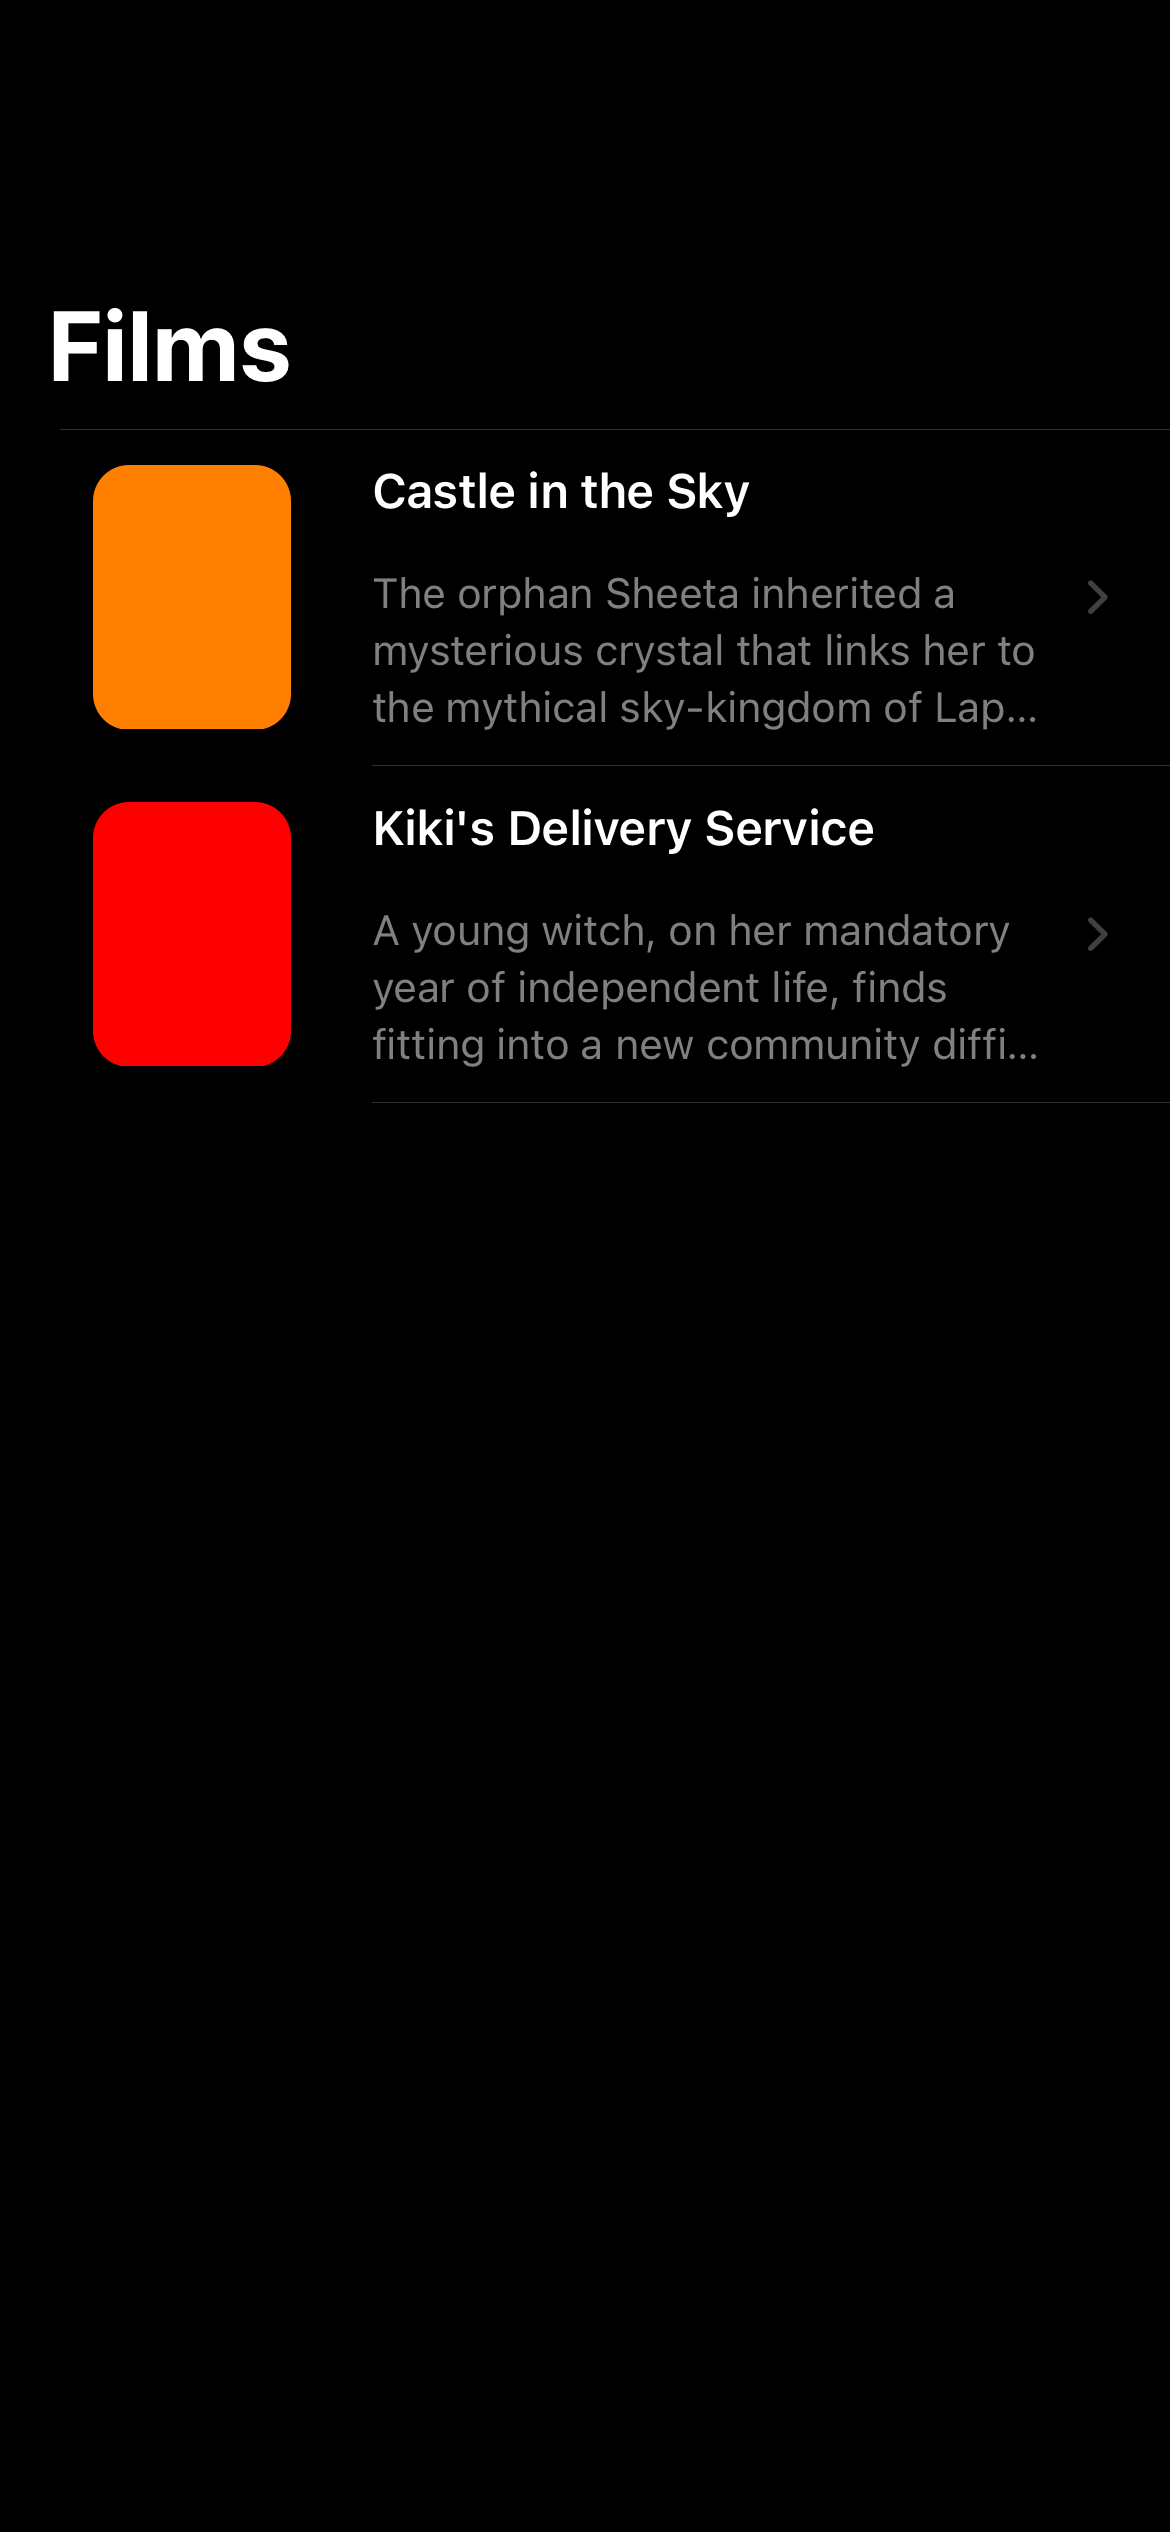 Films
Castle in the Sky
The orphan Sheeta inherited a
mysterious crystal that links her to
the mythical sky-kingdom of Lap...
Kiki's Delivery Service
A young witch, on her mandatory
year of independent life, finds
fitting into a new community diffi...